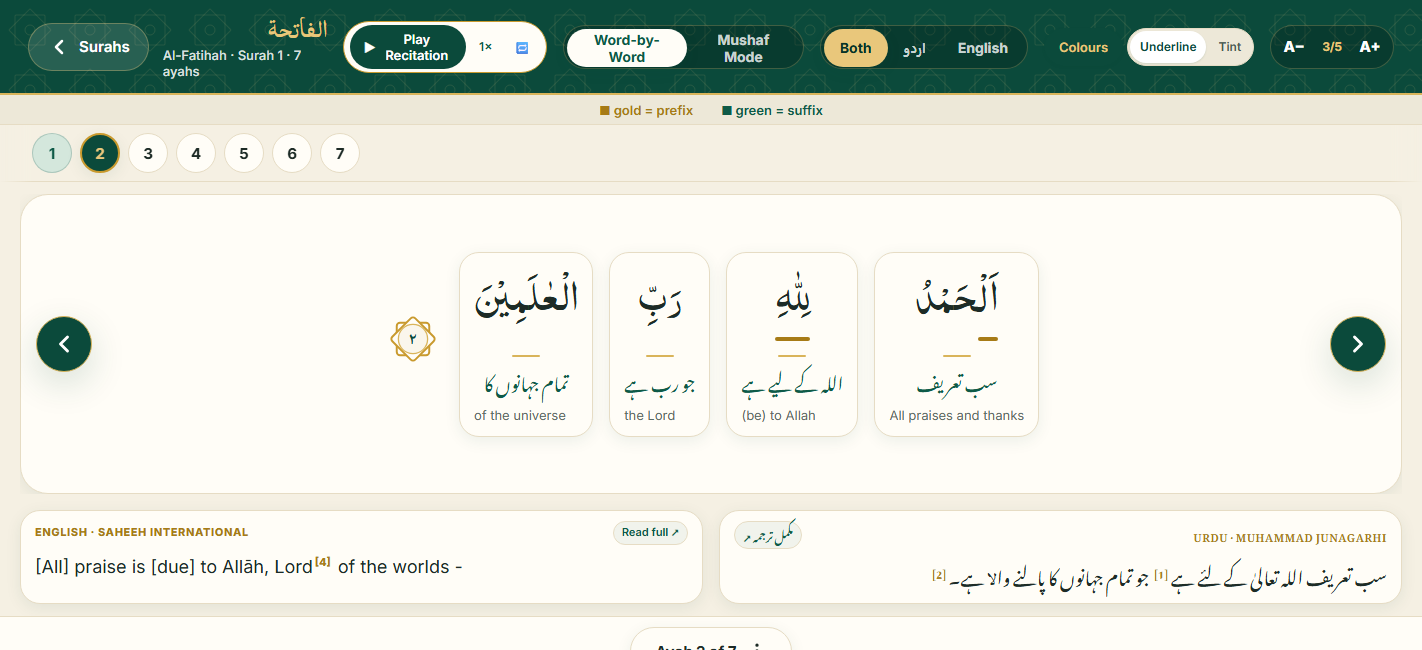 Surahs
الفاتحة
Al-Fatihah · Surah 1 · 7
ayahs
▶ Play
Recitation
1×
Word-by-
Word
Mushaf
Mode
Both
اردو
English
Colours
Underline
Tint
A−
3/5
A+
■ gold = prefix
■ green = suffix
1
2
3
4
5
6
7
اَلْحَمْدُ
سب تعریف
All praises and thanks
لِلّٰهِ
اللہ کے لیے ہے
(be) to Allah
رَبِّ
جو رب ہے
the Lord
الْعٰلَمِيْنَ
تمام جہانوں کا
of the universe
٢
ENGLISH · SAHEEH INTERNATIONAL
Read full ↗
[All] praise is [due] to Allāh, Lord[4] of the worlds -
URDU · MUHAMMAD JUNAGARHI
مکمل ترجمہ ↗
سب تعریف اللہ تعالیٰ کے لئے ہے [1] جو تمام جہانوں کا پالنے والا ہے۔ [2]
Ayah 2 of 7